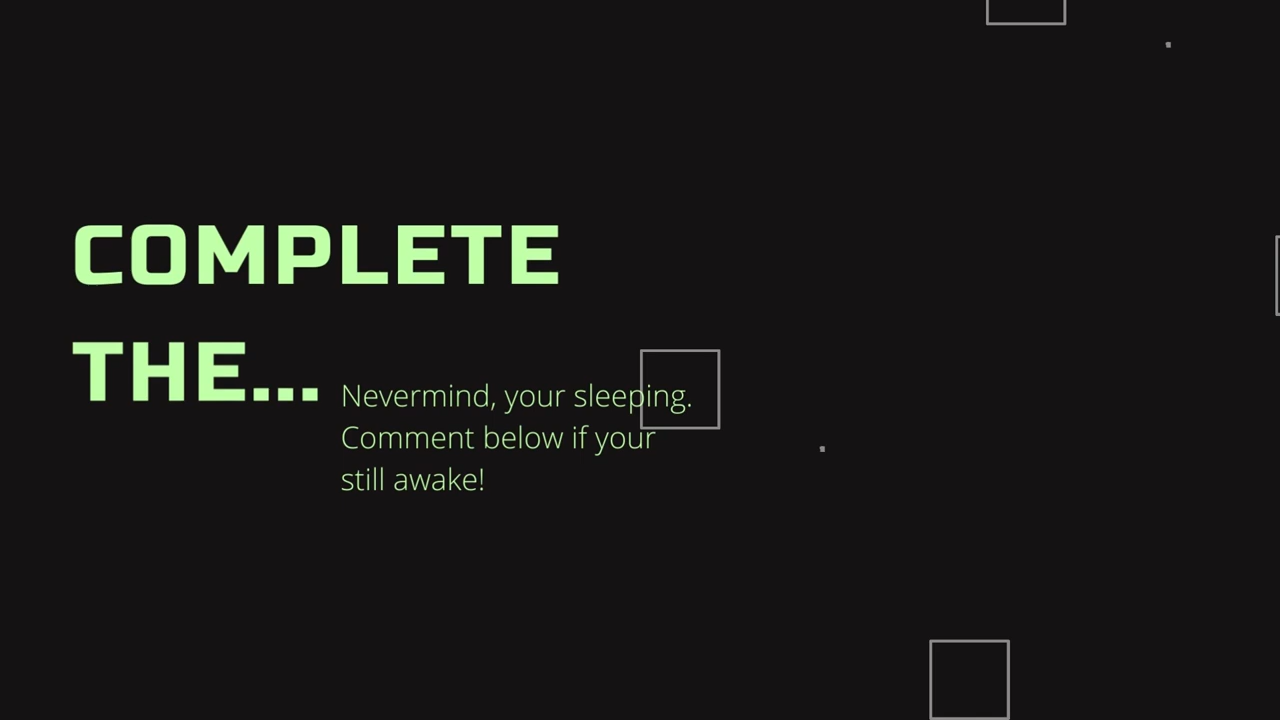 COMPLETE
THE...
Nevermind, your sleeping.
Comment below if your
still awake!